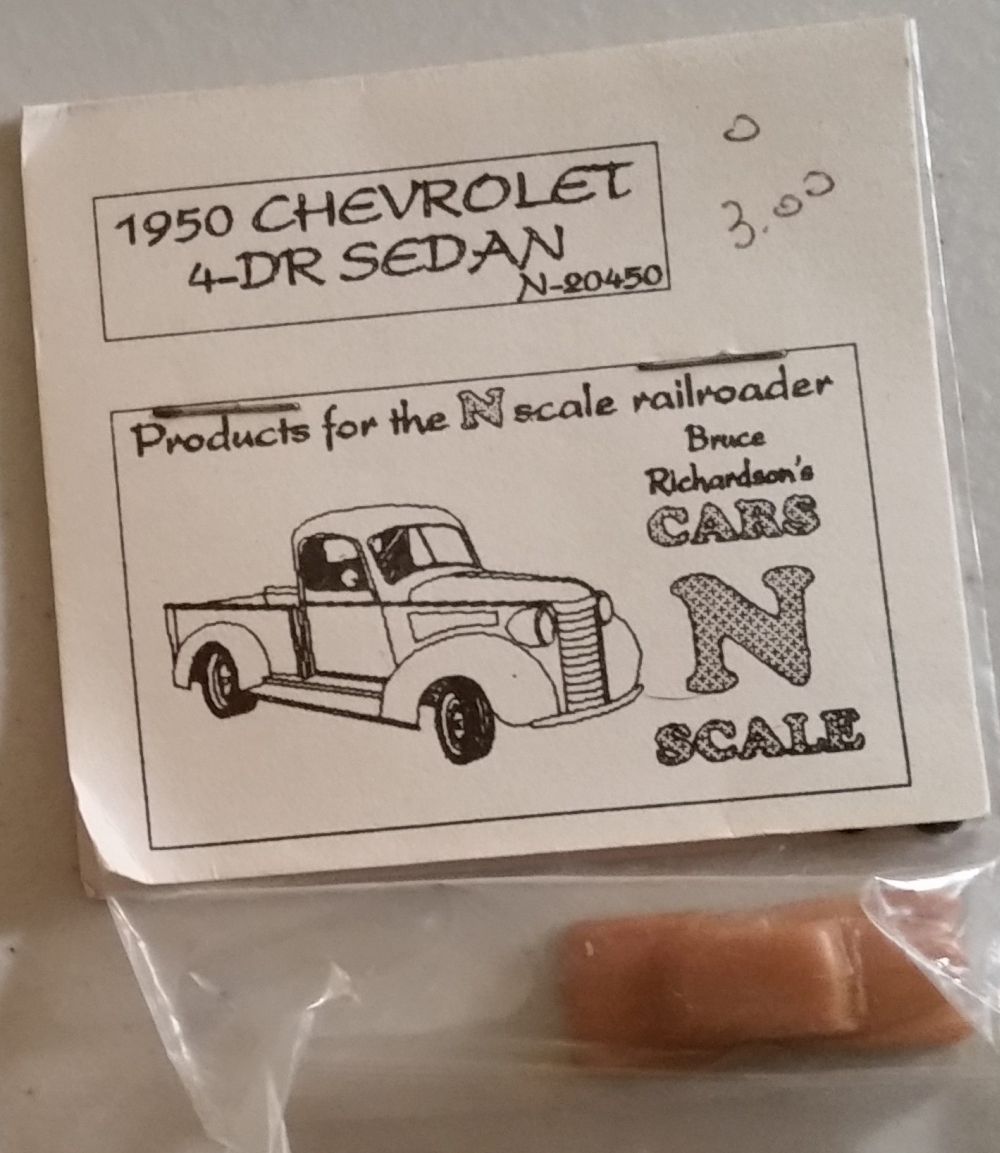 1950 CHEVROLET
4-DR SEDAN
N-20450
3.00
Products for the N scale railroader
Bruce
Richardson's
CARS
N
SCALE